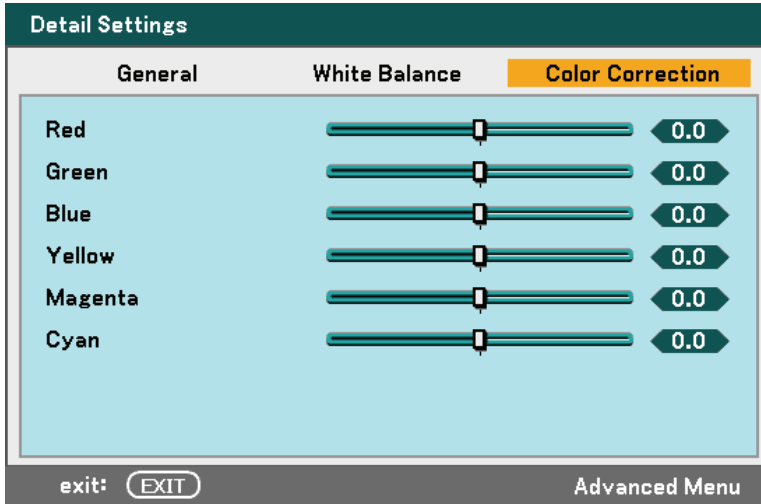 Detail Settings
General White Balance Color Correction
Red 0.0
Green 0.0
Blue 0.0
Yellow 0.0
Magenta 0.0
Cyan 0.0
exit: EXIT Advanced Menu